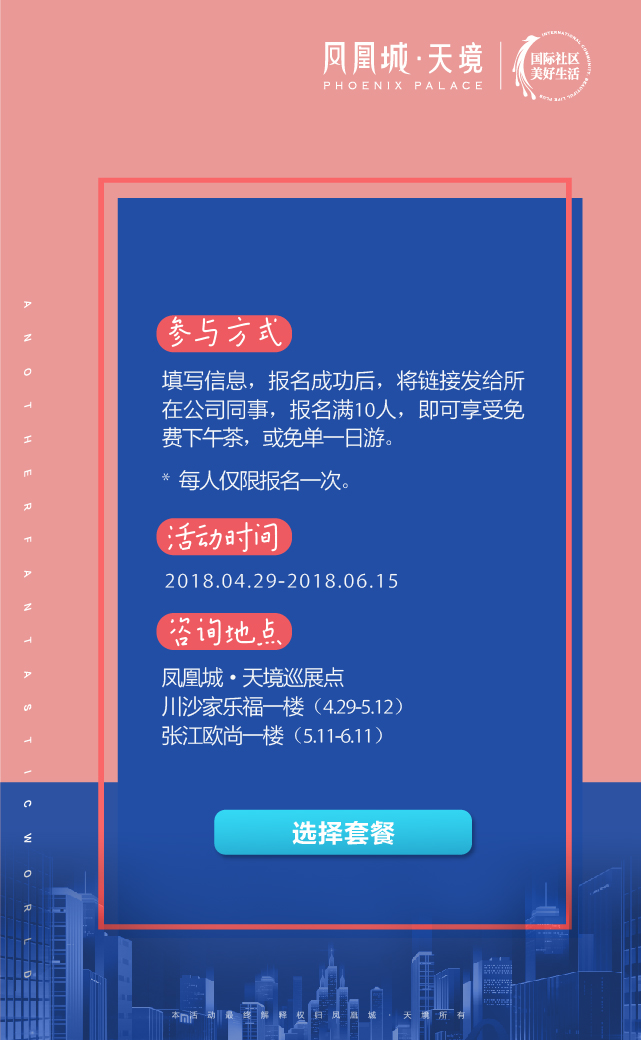 凤凰城·天境
PHOENIX PALACE
国际社区
美好生活
INTERNATIONAL COMMUNITY BEAUTIFUL LIFE PLUS
ANOTHER FANTASTIC WORLD
参与方式
填写信息，报名成功后，将链接发给所
在公司同事，报名满10人，即可享受免
费下午茶，或免单一日游。
* 每人仅限报名一次。
活动时间
2018.04.29-2018.06.15
咨询地点
凤凰城·天境巡展点
川沙家乐福一楼（4.29-5.12）
张江欧尚一楼（5.11-6.11）
选择套餐
本活动最终解释权归凤凰城·天境所有